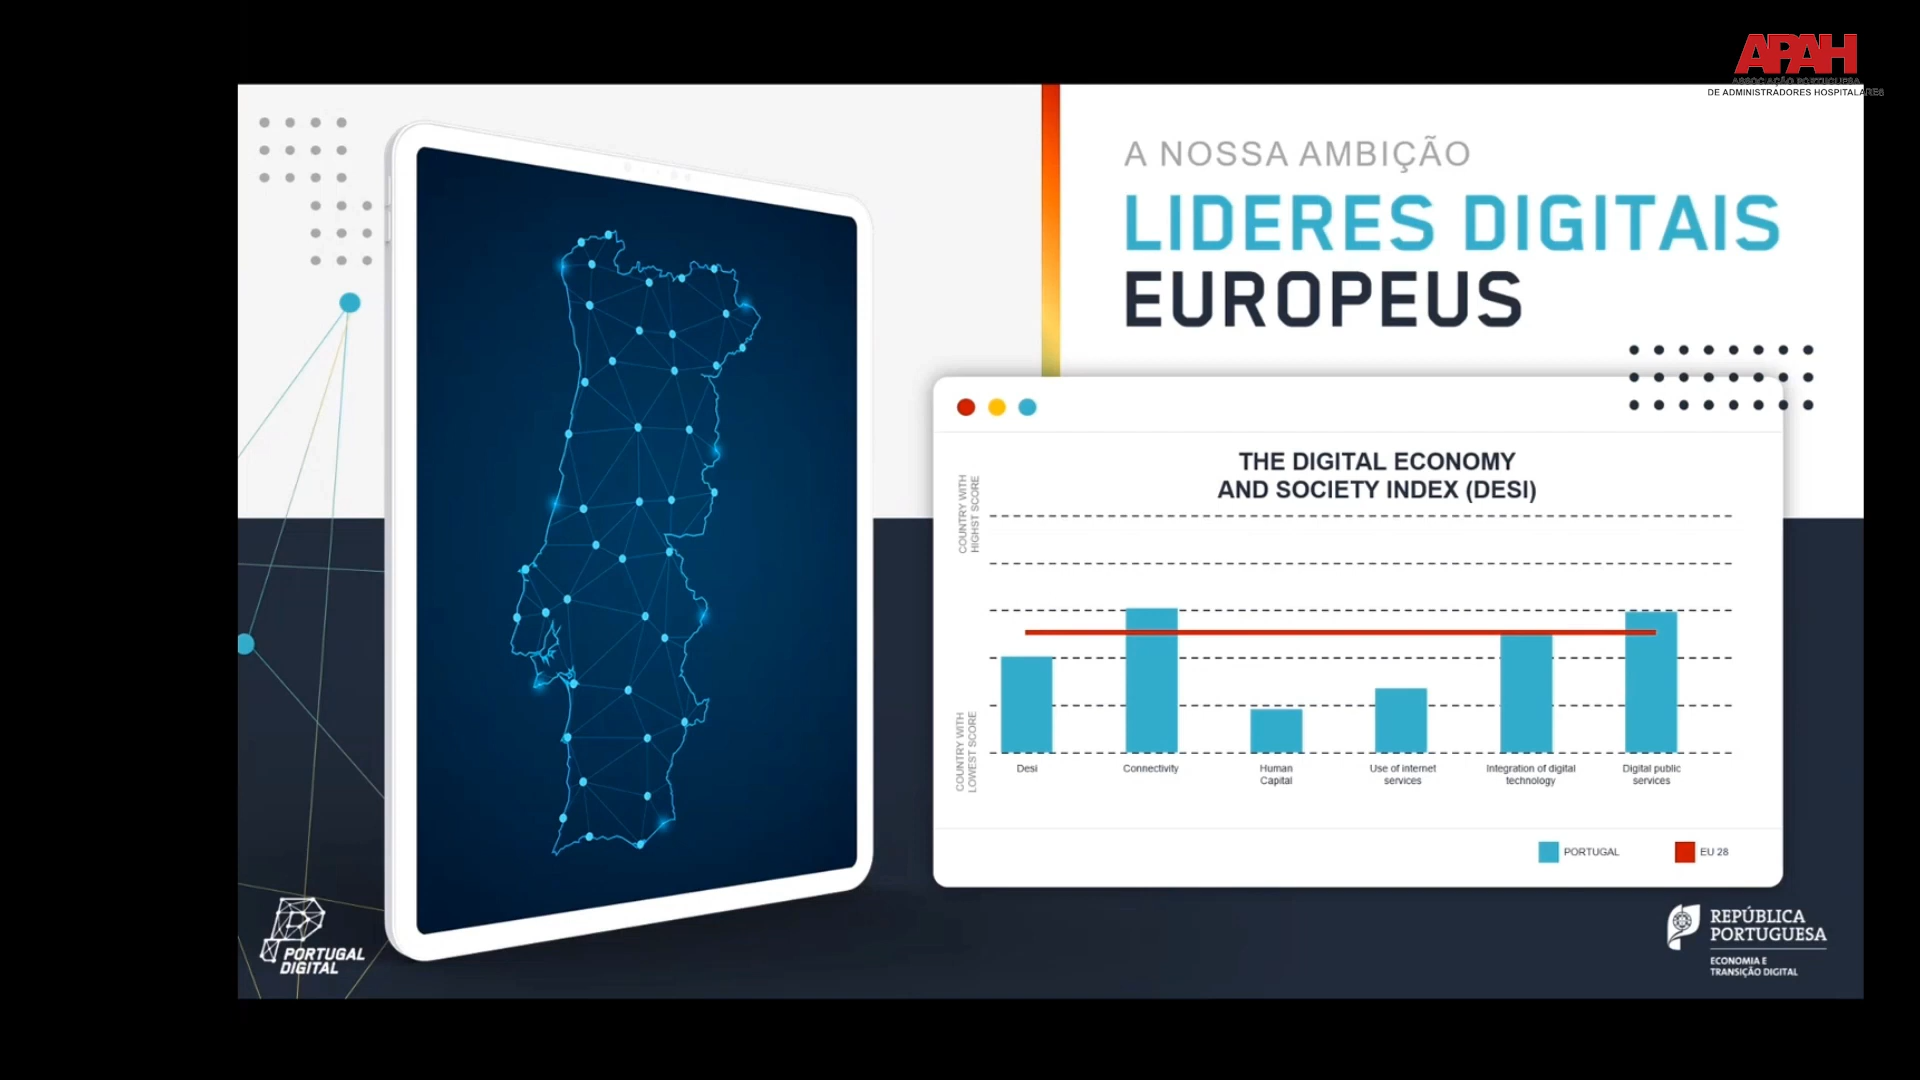 APAH
ASSOCIAÇÃO PORTUGUESA
DE ADMINISTRADORES HOSPITALARES
A NOSSA AMBIÇÃO
LIDERES DIGITAIS
EUROPEUS
THE DIGITAL ECONOMY
AND SOCIETY INDEX (DESI)
COUNTRY WITH
HIGHST SCORE
COUNTRY WITH
LOWEST SCORE
Desi
Connectivity
Human
Capital
Use of internet
services
Integration of digital
technology
Digital public
services
PORTUGAL
EU 28
PORTUGAL
DIGITAL
REPÚBLICA
PORTUGUESA
ECONOMIA E
TRANSIÇÃO DIGITAL